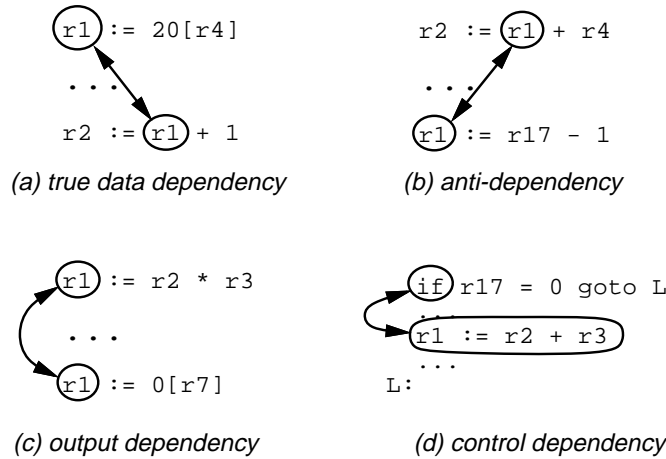 r1 := 20[r4]
...
r2 := r1 + 1
(a) true data dependency
r2 := r1 + r4
...
r1 := r17 - 1
(b) anti-dependency
r1 := r2 * r3
...
r1 := 0[r7]
(c) output dependency
if r17 = 0 goto L
...
r1 := r2 + r3
...
L:
(d) control dependency